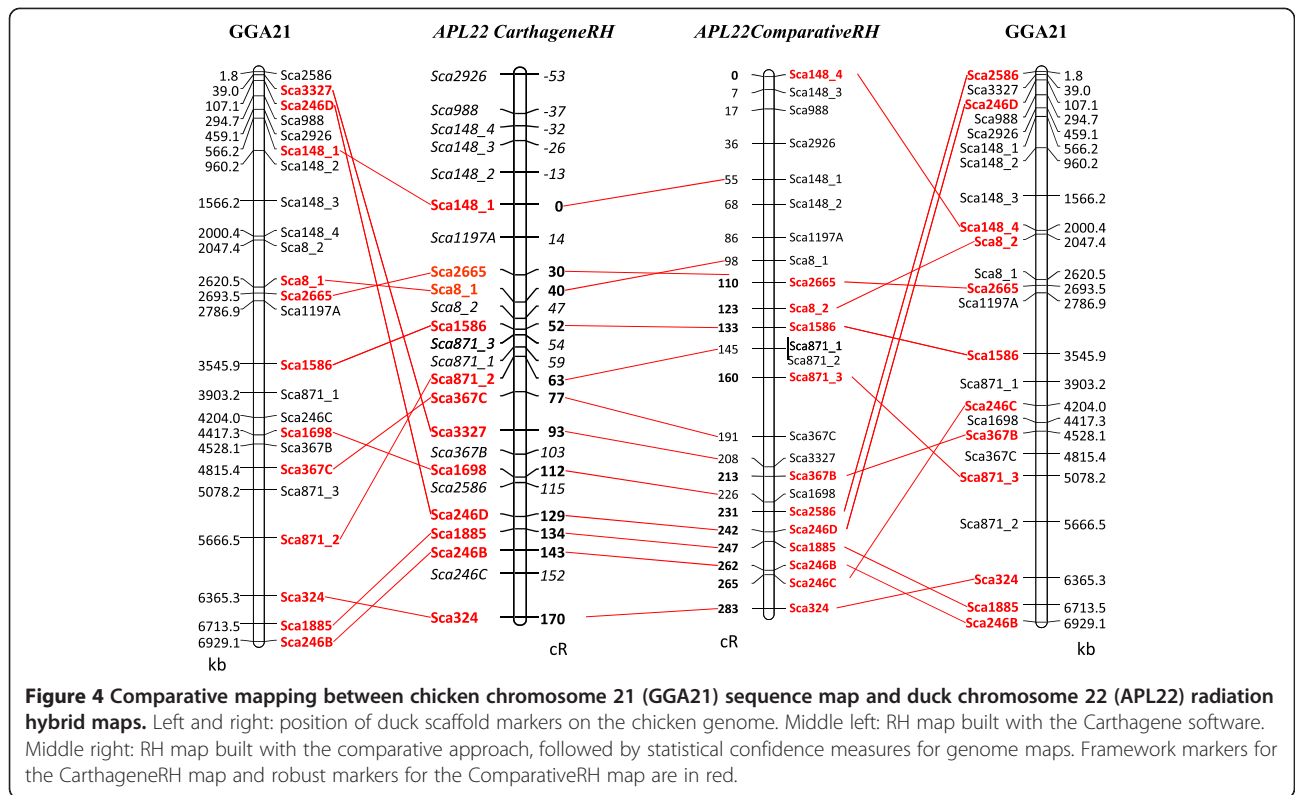 GGA21
APL22 CarthageneRH
APL22ComparativeRH
GGA21
1.8 Sca2586
39.0 Sca3327
107.1 Sca246D
294.7 Sca988
459.1 Sca2926
566.2 Sca148_1
960.2 Sca148_2
1566.2 Sca148_3
2000.4 Sca148_4
2047.4 Sca8_2
2620.5 Sca8_1
2693.5 Sca2665
2786.9 Sca1197A
3545.9 Sca1586
3903.2 Sca871_1
4204.0 Sca246C
4417.3 Sca1698
4528.1 Sca367B
4815.4 Sca367C
5078.2 Sca871_3
5666.5 Sca871_2
6365.3 Sca324
6713.5 Sca1885
6929.1 Sca246B
kb
Sca2926 -53
Sca988 -37
Sca148_4 -32
Sca148_3 -26
Sca148_2 -13
Sca148_1 0
Sca1197A 14
Sca2665 30
Sca8_1 40
Sca8_2 47
Sca1586 52
Sca871_3 54
Sca871_1 59
Sca871_2 63
Sca367C 77
Sca3327 93
Sca367B 103
Sca1698 112
Sca2586 115
Sca246D 129
Sca1885 134
Sca246B 143
Sca246C 152
Sca324 170
cR
0 Sca148_4
7 Sca148_3
17 Sca988
36 Sca2926
55 Sca148_1
68 Sca148_2
86 Sca1197A
98 Sca8_1
110 Sca2665
123 Sca8_2
133 Sca1586
145 Sca871_1
Sca871_2
160 Sca871_3
191 Sca367C
208 Sca3327
213 Sca367B
226 Sca1698
231 Sca2586
242 Sca246D
247 Sca1885
262 Sca246B
265 Sca246C
283 Sca324
cR
Sca2586 1.8
Sca3327 39.0
Sca246D 107.1
Sca988 294.7
Sca2926 459.1
Sca148_1 566.2
Sca148_2 960.2
Sca148_3 1566.2
Sca148_4 2000.4
Sca8_2 2047.4
Sca8_1 2620.5
Sca2665 2693.5
Sca1197A 2786.9
Sca1586 3545.9
Sca871_1 3903.2
Sca246C 4204.0
Sca1698 4417.3
Sca367B 4528.1
Sca367C 4815.4
Sca871_3 5078.2
Sca871_2 5666.5
Sca324 6365.3
Sca1885 6713.5
Sca246B 6929.1
kb
Figure 4 Comparative mapping between chicken chromosome 21 (GGA21) sequence map and duck chromosome 22 (APL22) radiation
hybrid maps. Left and right: position of duck scaffold markers on the chicken genome. Middle left: RH map built with the Carthagene software.
Middle right: RH map built with the comparative approach, followed by statistical confidence measures for genome maps. Framework markers for
the CarthageneRH map and robust markers for the ComparativeRH map are in red.